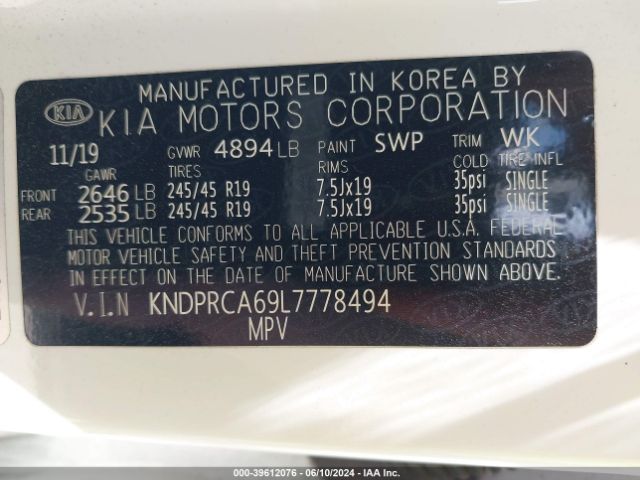 MANUFACTURED IN KOREA BY
KIA KIA MOTORS CORPORATION
11/19 GVWR 4894 LB PAINT SWP TRIM WK
GAWR TIRES RIMS COLD TIRE INFL
FRONT 2646 LB 245/45 R19 7.5Jx19 35psi SINGLE
REAR 2535 LB 245/45 R19 7.5Jx19 35psi SINGLE
THIS VEHICLE CONFORMS TO ALL APPLICABLE U.S.A. FEDERAL
MOTOR VEHICLE SAFETY AND THEFT PREVENTION STANDARDS
IN EFFECT ON THE DATE OF MANUFACTURE SHOWN ABOVE.
V.I.N KNDPRCA69L7778494
MPV
000-39612076 - 06/10/2024 - IAA Inc.